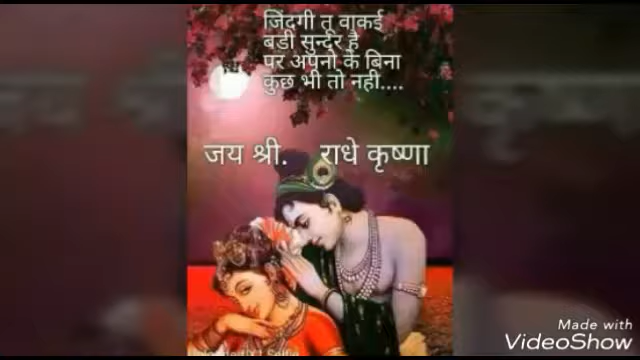 जिंदगी तू वाकई
बडी सुन्दर है
पर अपनो के बिना
कुछ भी तो नही....
जय श्री. राधे कृष्णा
Made with
VideoShow